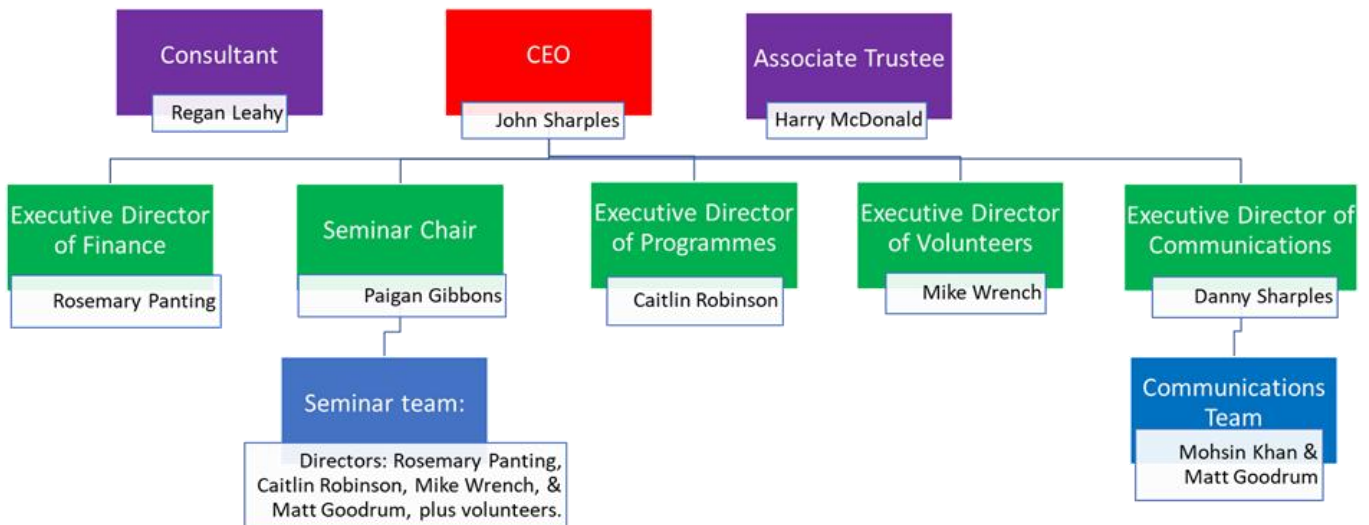 Consultant
Regan Leahy
CEO
John Sharples
Associate Trustee
Harry McDonald
Executive Director
of Finance
Rosemary Panting
Seminar Chair
Paigan Gibbons
Executive Director
of Programmes
Caitlin Robinson
Executive Director
of Volunteers
Mike Wrench
Executive Director of
Communications
Danny Sharples
Seminar team:
Directors: Rosemary Panting,
Caitlin Robinson, Mike Wrench, &
Matt Goodrum, plus volunteers.
Communications
Team
Mohsin Khan &
Matt Goodrum